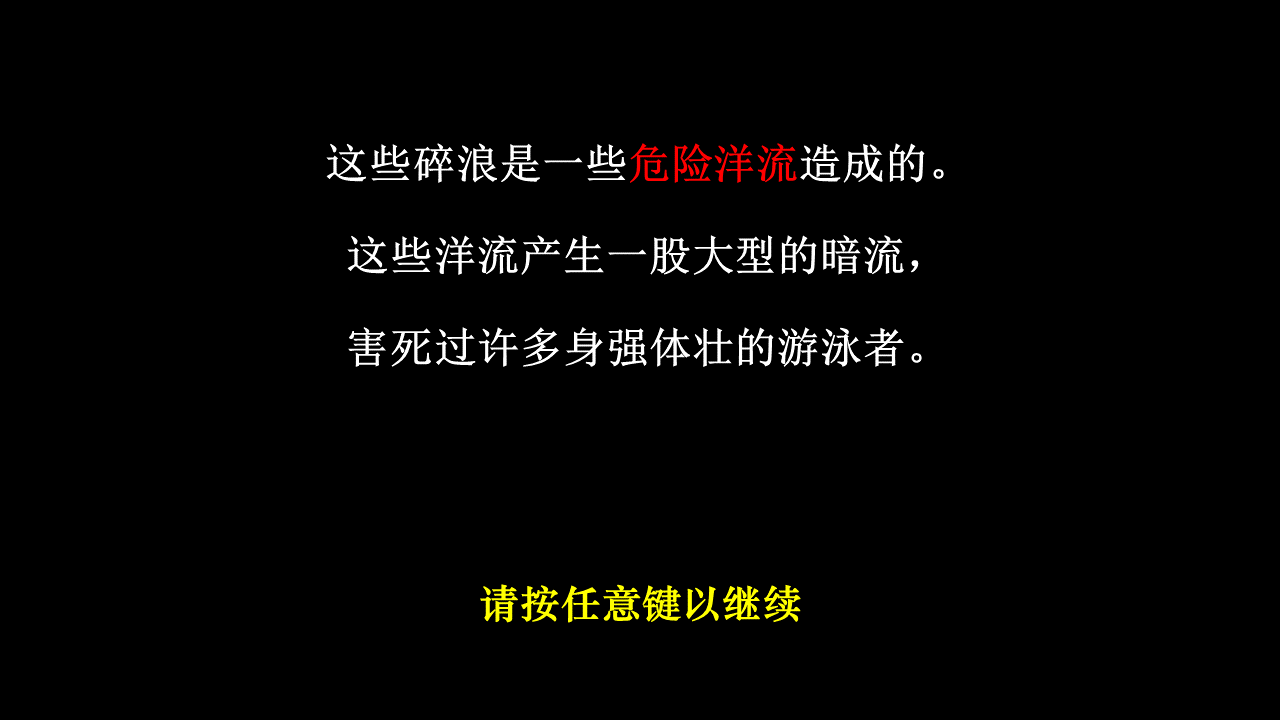 这些碎浪是一些危险洋流造成的。
这些洋流产生一股大型的暗流，
害死过许多身强体壮的游泳者。
请按任意键以继续